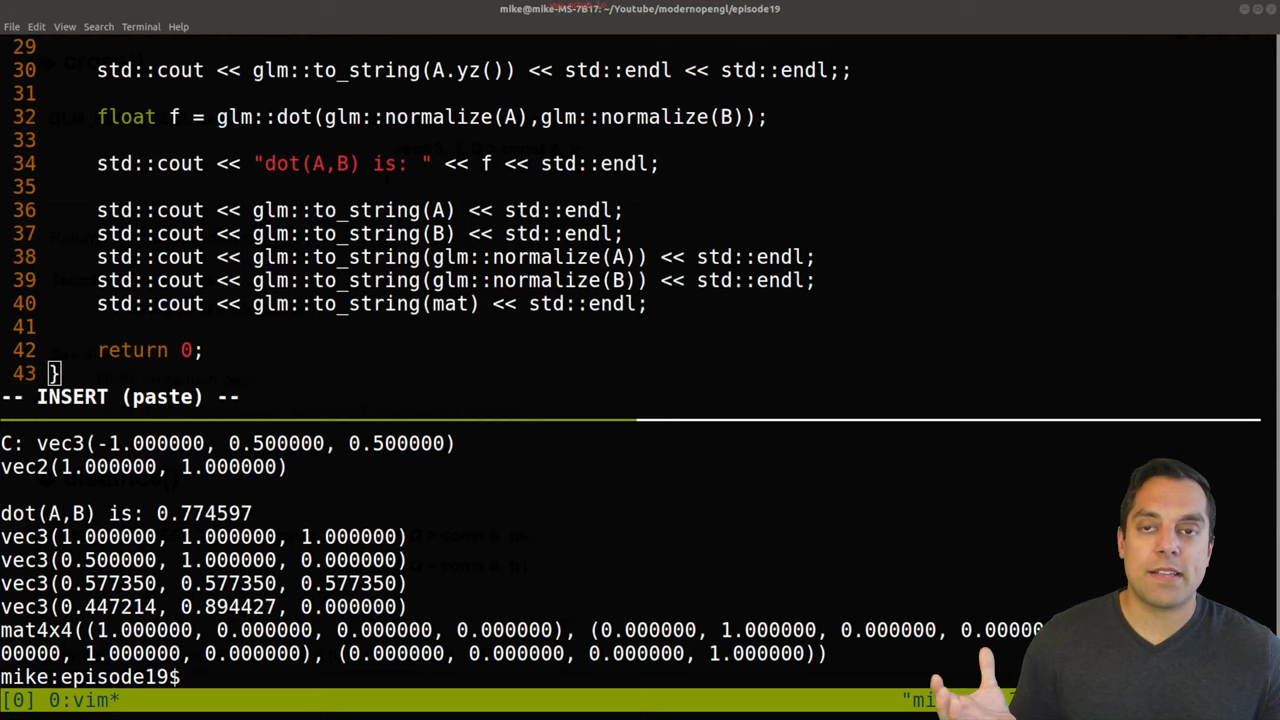 mike@mike-MS-7B17: ~/Youtube/modernopengl/episode19
File Edit View Search Terminal Help
29
30 std::cout << glm::to_string(A.yz()) << std::endl << std::endl;;
31
32 float f = glm::dot(glm::normalize(A),glm::normalize(B));
33
34 std::cout << "dot(A,B) is: " << f << std::endl;
35
36 std::cout << glm::to_string(A) << std::endl;
37 std::cout << glm::to_string(B) << std::endl;
38 std::cout << glm::to_string(glm::normalize(A)) << std::endl;
39 std::cout << glm::to_string(glm::normalize(B)) << std::endl;
40 std::cout << glm::to_string(mat) << std::endl;
41
42 return 0;
43 }
-- INSERT (paste) --
C: vec3(-1.000000, 0.500000, 0.500000)
vec2(1.000000, 1.000000)
dot(A,B) is: 0.774597
vec3(1.000000, 1.000000, 1.000000)
vec3(0.500000, 1.000000, 0.000000)
vec3(0.577350, 0.577350, 0.577350)
vec3(0.447214, 0.894427, 0.000000)
mat4x4((1.000000, 0.000000, 0.000000, 0.000000), (0.000000, 1.000000, 0.000000, 0.00000
00000, 1.000000, 0.000000), (0.000000, 0.000000, 0.000000, 1.000000))
mike:episode19$
[0] 0:vim* "mi